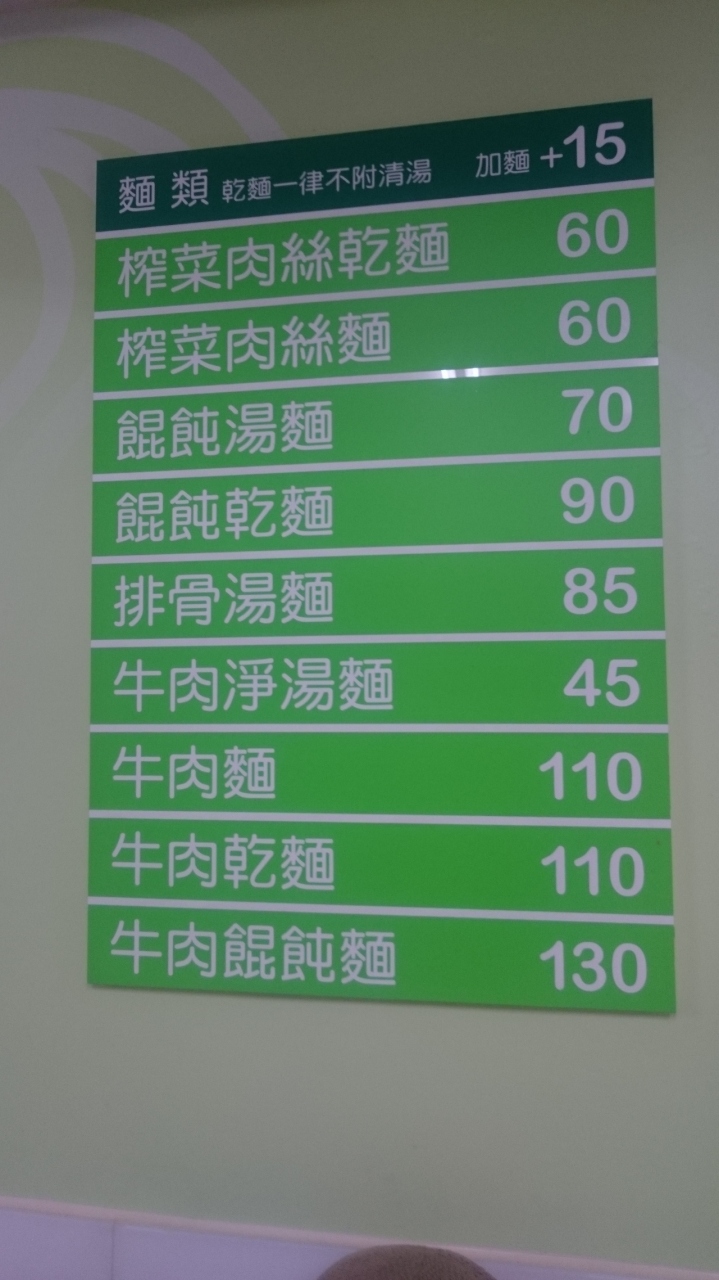 麵 類 乾麵一律不附清湯 加麵 +15
榨菜肉絲乾麵 60
榨菜肉絲麵 60
餛飩湯麵 70
餛飩乾麵 90
排骨湯麵 85
牛肉淨湯麵 45
牛肉麵 110
牛肉乾麵 110
牛肉餛飩麵 130